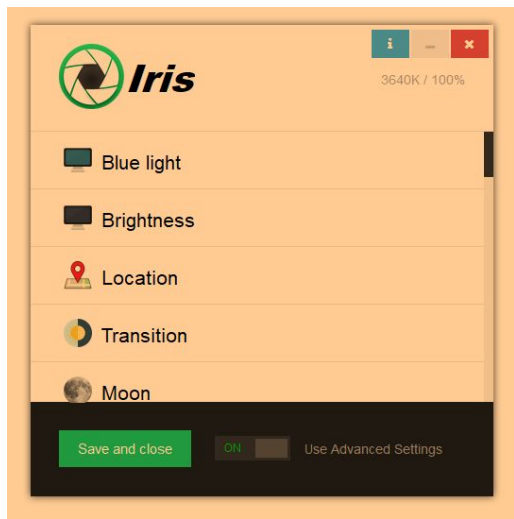 Iris
3640K / 100%
Blue light
Brightness
Location
Transition
Moon
Save and close
ON
Use Advanced Settings